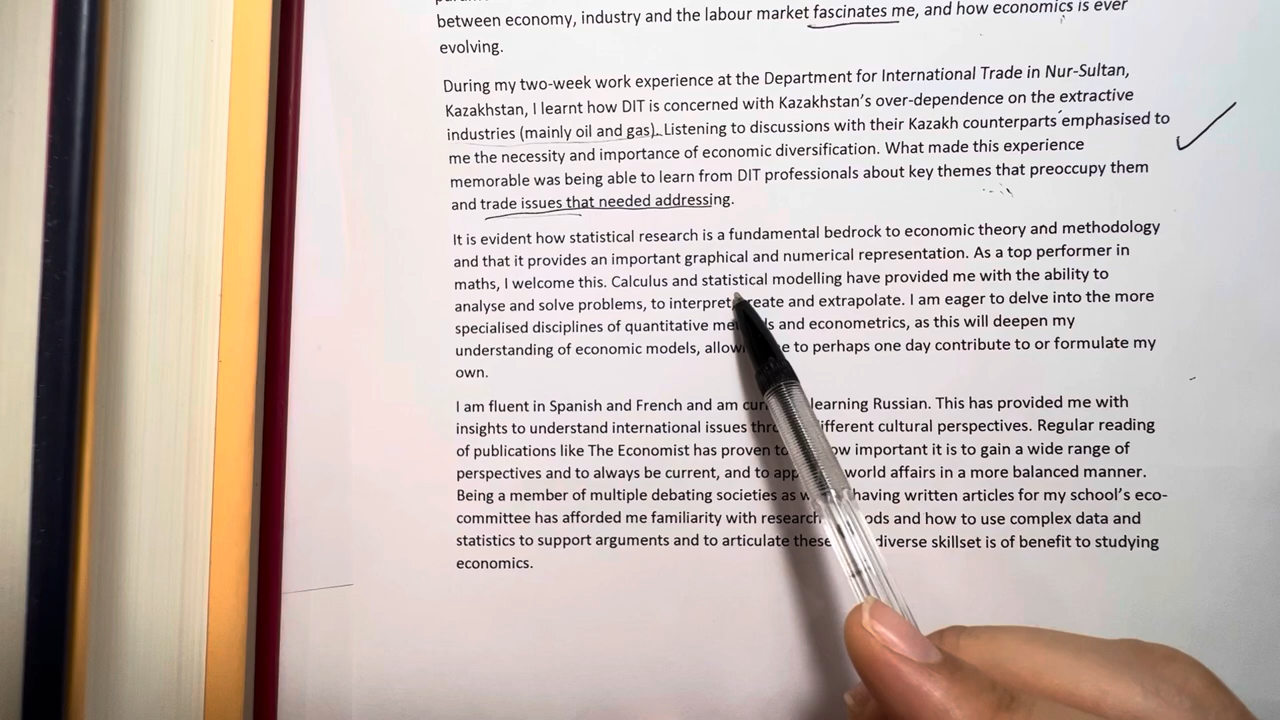 between economy, industry and the labour market fascinates me, and how economics is ever
evolving.
During my two-week work experience at the Department for International Trade in Nur-Sultan,
Kazakhstan, I learnt how DIT is concerned with Kazakhstan's over-dependence on the extractive
industries (mainly oil and gas). Listening to discussions with their Kazakh counterparts emphasised to
me the necessity and importance of economic diversification. What made this experience
memorable was being able to learn from DIT professionals about key themes that preoccupy them
and trade issues that needed addressing.
It is evident how statistical research is a fundamental bedrock to economic theory and methodology
and that it provides an important graphical and numerical representation. As a top performer in
maths, I welcome this. Calculus and statistical modelling have provided me with the ability to
analyse and solve problems, to interpret, and extrapolate. I am eager to delve into the more
specialised disciplines of quantitative and econometrics, as this will deepen my
understanding of economic models, to perhaps one day contribute to or formulate my
own.
I am fluent in Spanish and French and am learning Russian. This has provided me with
insights to understand international issues different cultural perspectives. Regular reading
of publications like The Economist has proven how important it is to gain a wide range of
perspectives and to always be current, and to world affairs in a more balanced manner.
Being a member of multiple debating societies as having written articles for my school's eco-
committee has afforded me familiarity with research and how to use complex data and
statistics to support arguments and to articulate these diverse skillset is of benefit to studying
economics.